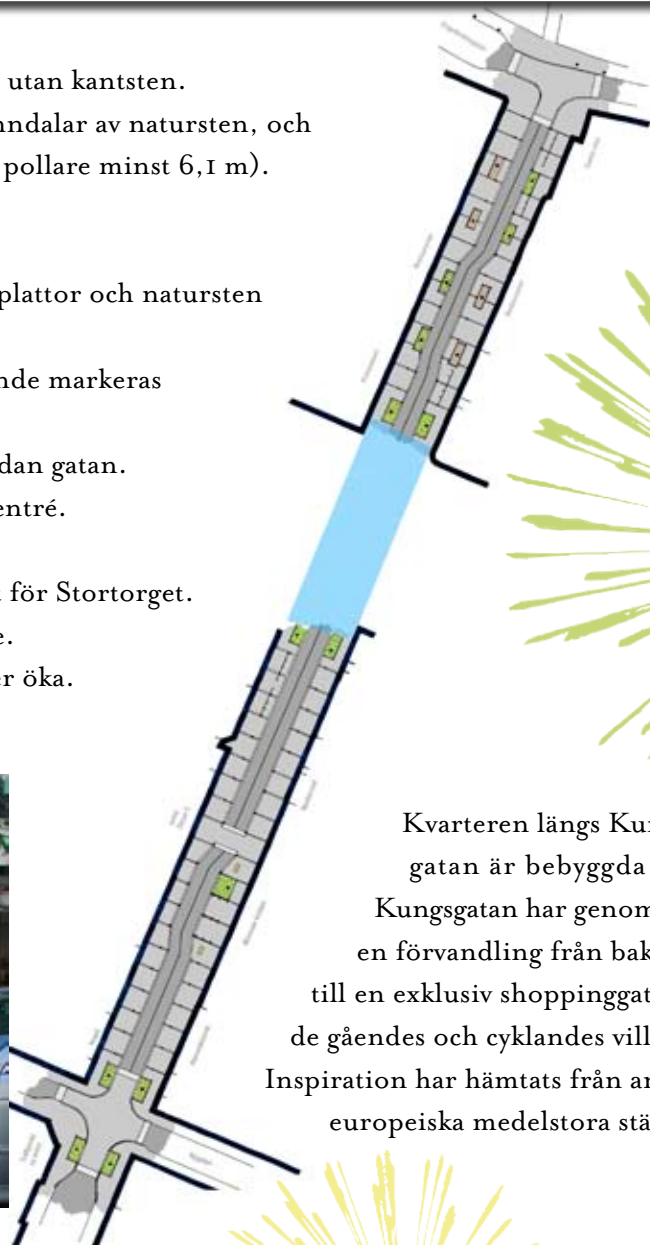 utan kantsten.
nndalar av natursten, och
pollare minst 6,1 m).
plattor och natursten
nde markeras
dan gatan.
entré.
för Stortorget.
e.
er öka.
Kvarteren längs Ku
gatan är bebyggda
Kungsgatan har genom
en förvandling från bak
till en exklusiv shoppinggat
de gåendes och cyklandes vill
Inspiration har hämtats från a
europeiska medelstora stä